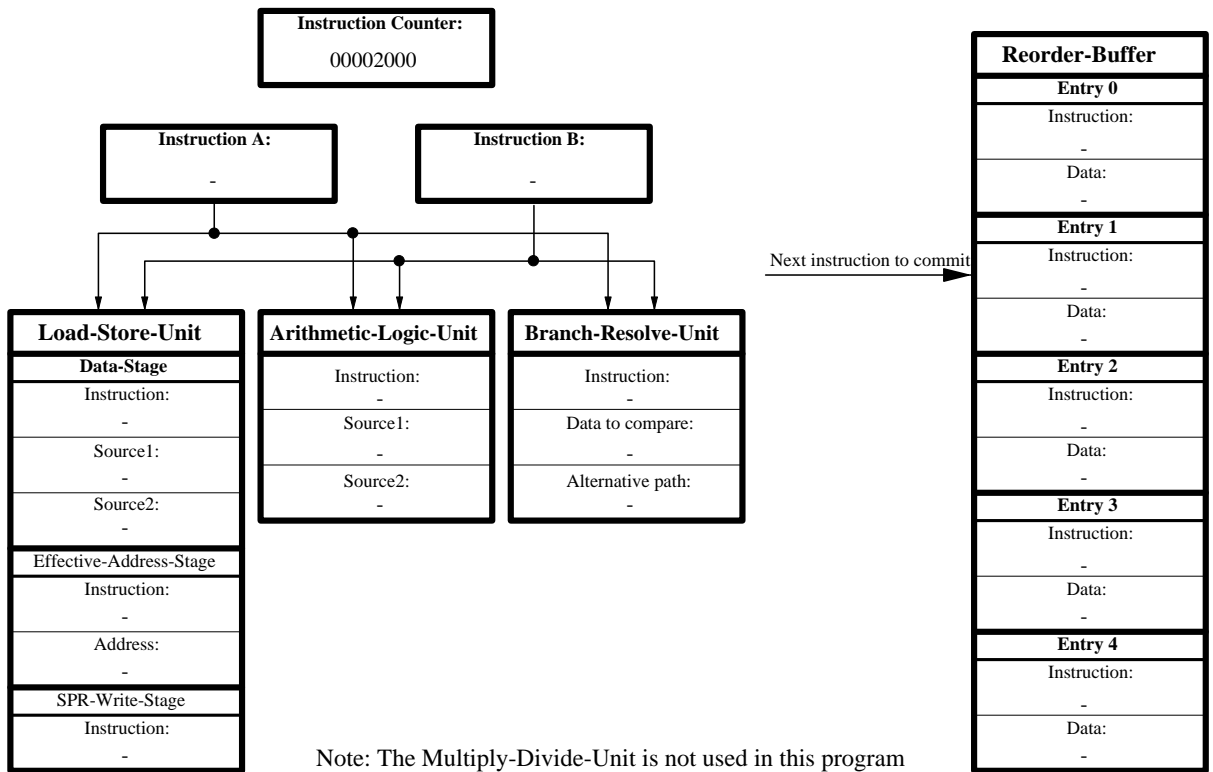 Instruction Counter:
00002000
Instruction A:
-
Instruction B:
-
Load-Store-Unit
Data-Stage
Instruction:
-
Source1:
-
Source2:
-
Effective-Address-Stage
Instruction:
-
Address:
-
SPR-Write-Stage
Instruction:
-
Arithmetic-Logic-Unit
Instruction:
-
Source1:
-
Source2:
-
Branch-Resolve-Unit
Instruction:
-
Data to compare:
-
Alternative path:
-
Next instruction to commit
Reorder-Buffer
Entry 0
Instruction:
-
Data:
-
Entry 1
Instruction:
-
Data:
-
Entry 2
Instruction:
-
Data:
-
Entry 3
Instruction:
-
Data:
-
Entry 4
Instruction:
-
Data:
-
Note: The Multiply-Divide-Unit is not used in this program